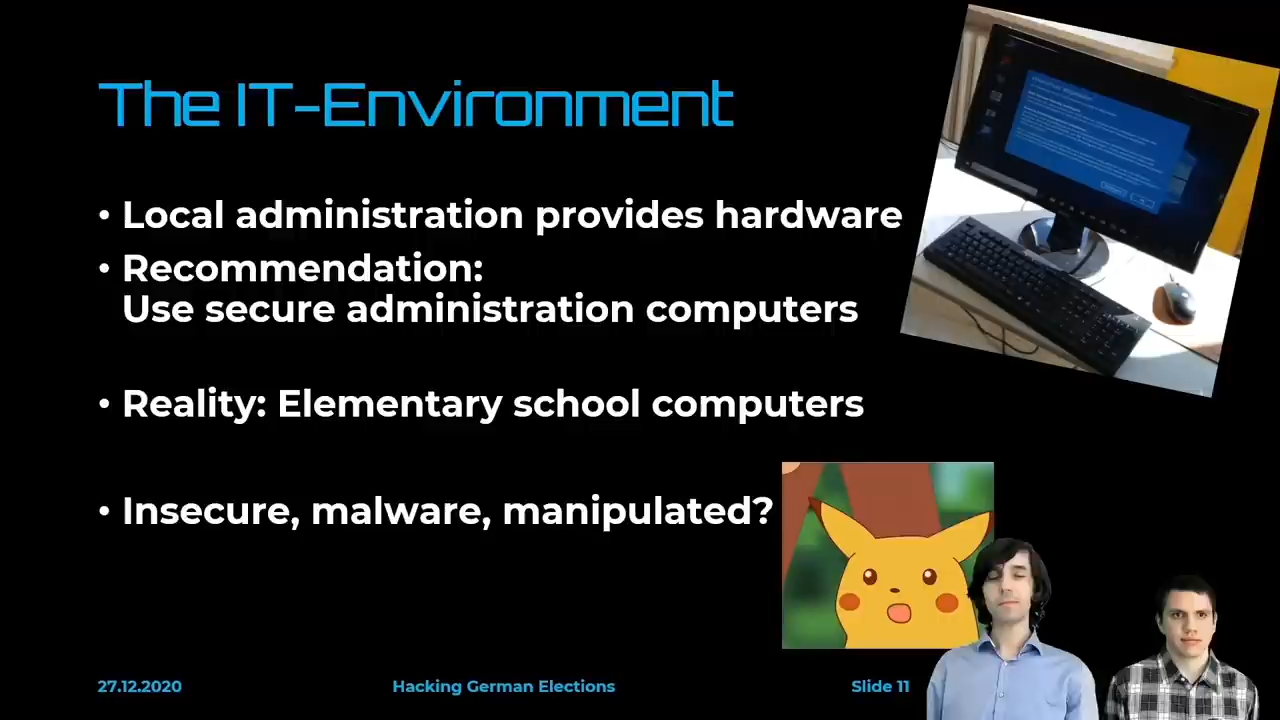 The IT-Environment
• Local administration provides hardware
• Recommendation:
Use secure administration computers
• Reality: Elementary school computers
• Insecure, malware, manipulated?
27.12.2020
Hacking German Elections
Slide 11